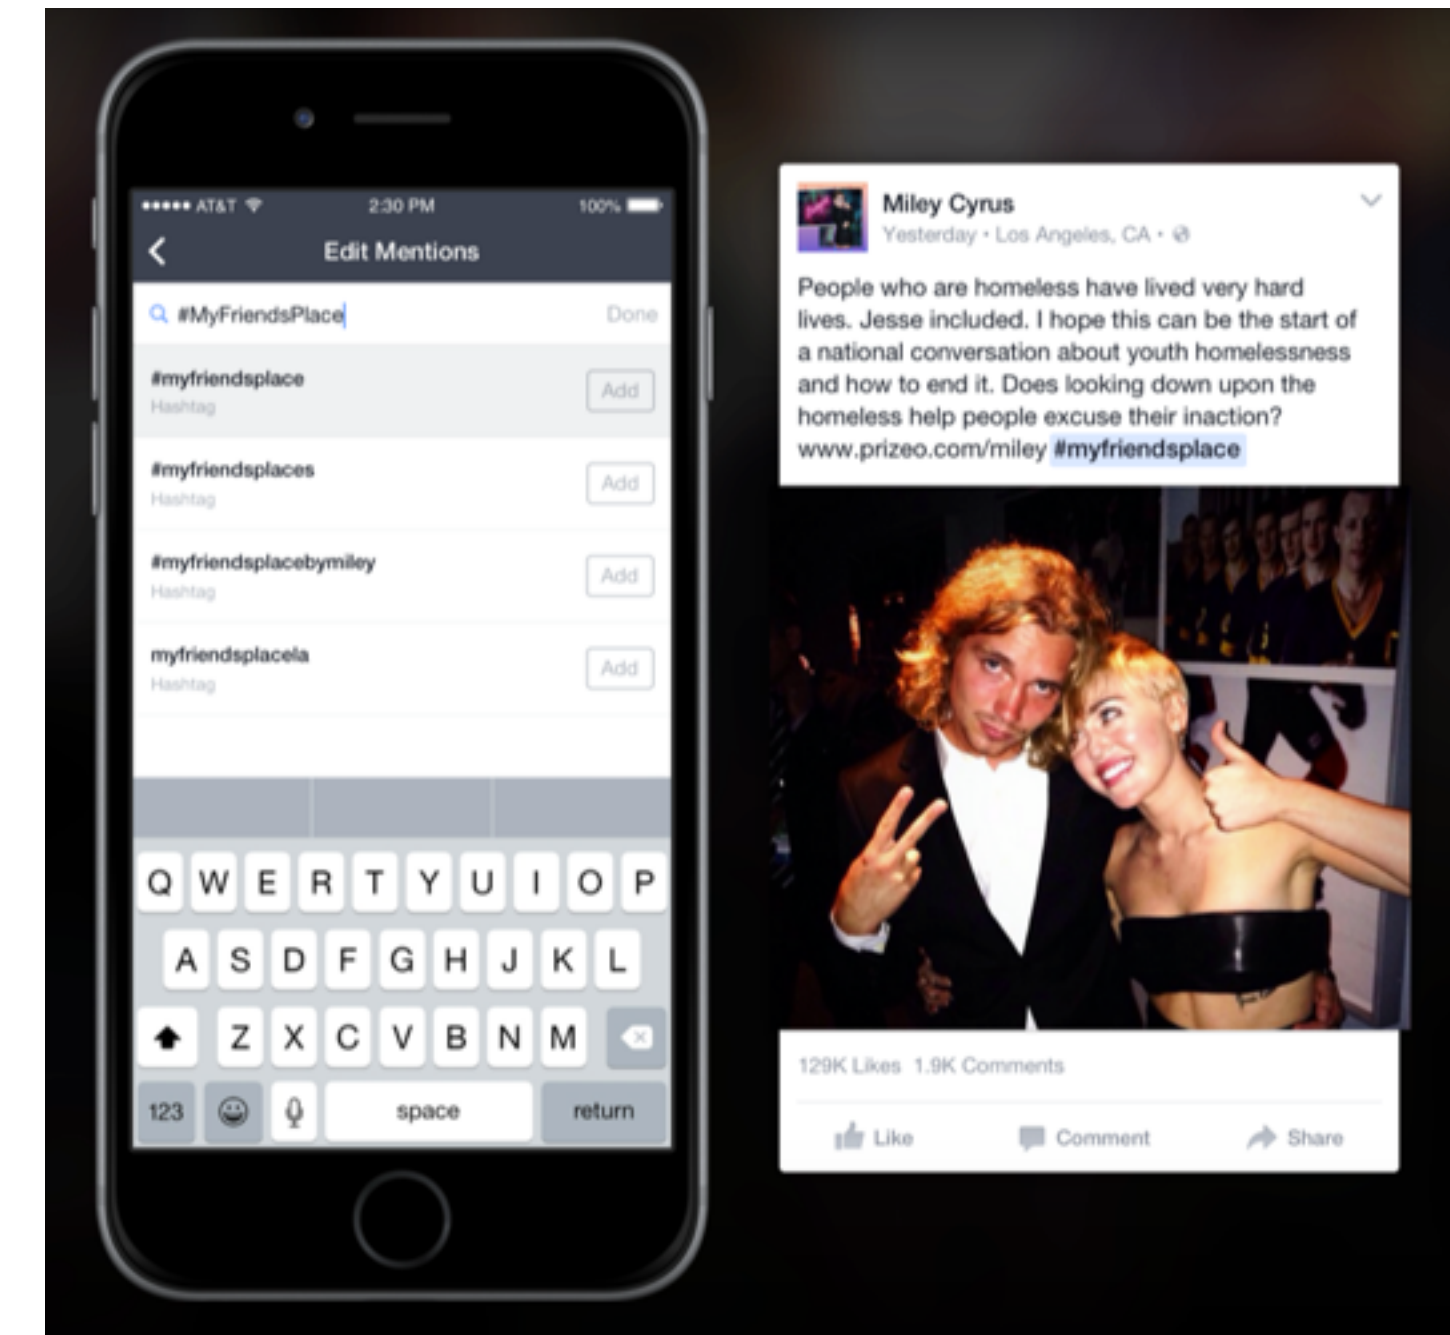 AT&T 2:30 PM 100%
Edit Mentions
#MyFriendsPlace Done
#myfriendsplace
Hashtag
Add
#myfriendsplaces
Hashtag
Add
#myfriendsplacebymiley
Hashtag
Add
myfriendsplacela
Hashtag
Add
Q W E R T Y U I O P
A S D F G H J K L
Z X C V B N M
123 space return
Miley Cyrus
Yesterday • Los Angeles, CA •
People who are homeless have lived very hard
lives. Jesse included. I hope this can be the start of
a national conversation about youth homelessness
and how to end it. Does looking down upon the
homeless help people excuse their inaction?
www.prizeo.com/miley #myfriendsplace
129K Likes 1.9K Comments
Like Comment Share